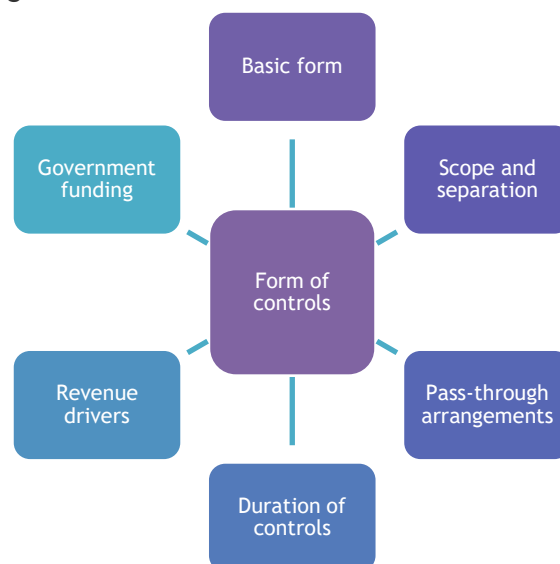 Basic form
Government
funding
Scope and
separation
Form of
controls
Revenue
drivers
Pass-through
arrangements
Duration of
controls